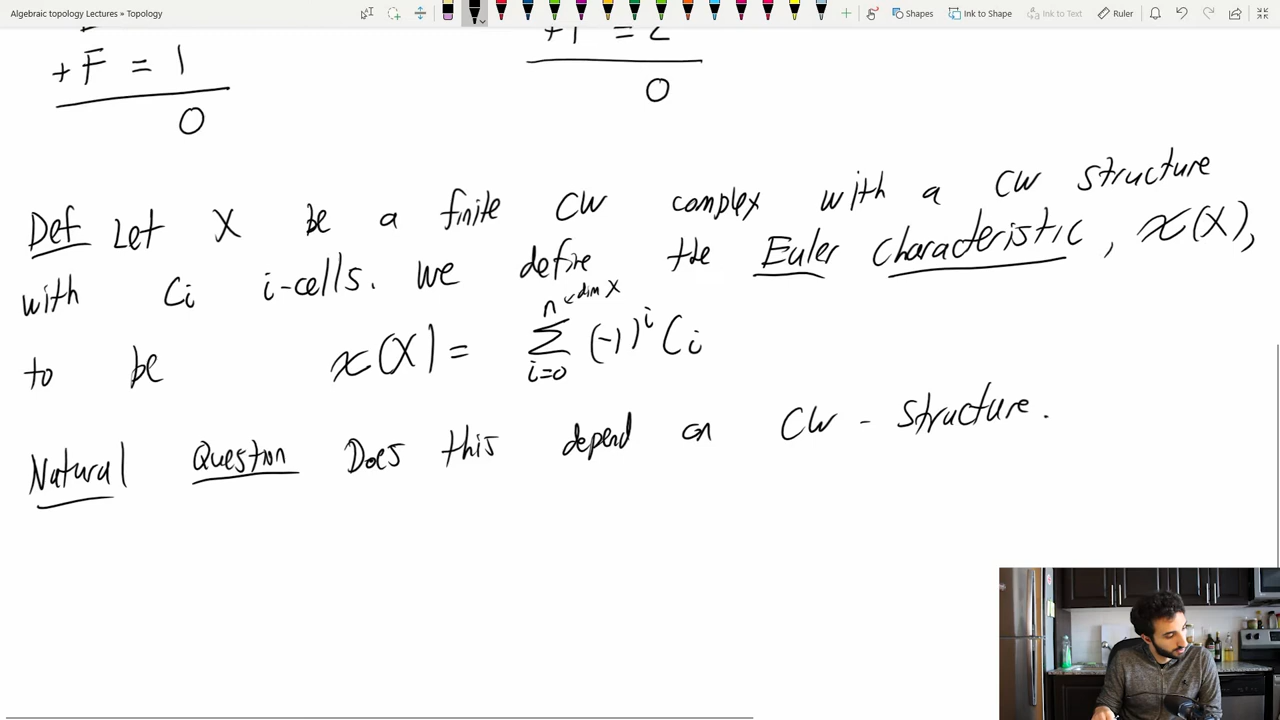 Algebraic topology Lectures » Topology
Shapes Ink to Shape Ink to Text Ruler
+F = 1
0
+F = 2
0
Def Let X be a finite CW complex with a CW structure
with Ci i-cells. We define the Euler Characteristic, χ(X),
to be χ(X) = n ← dim X Σ i=0 (-1)^i Ci
Natural Question Does this depend on CW - Structure.